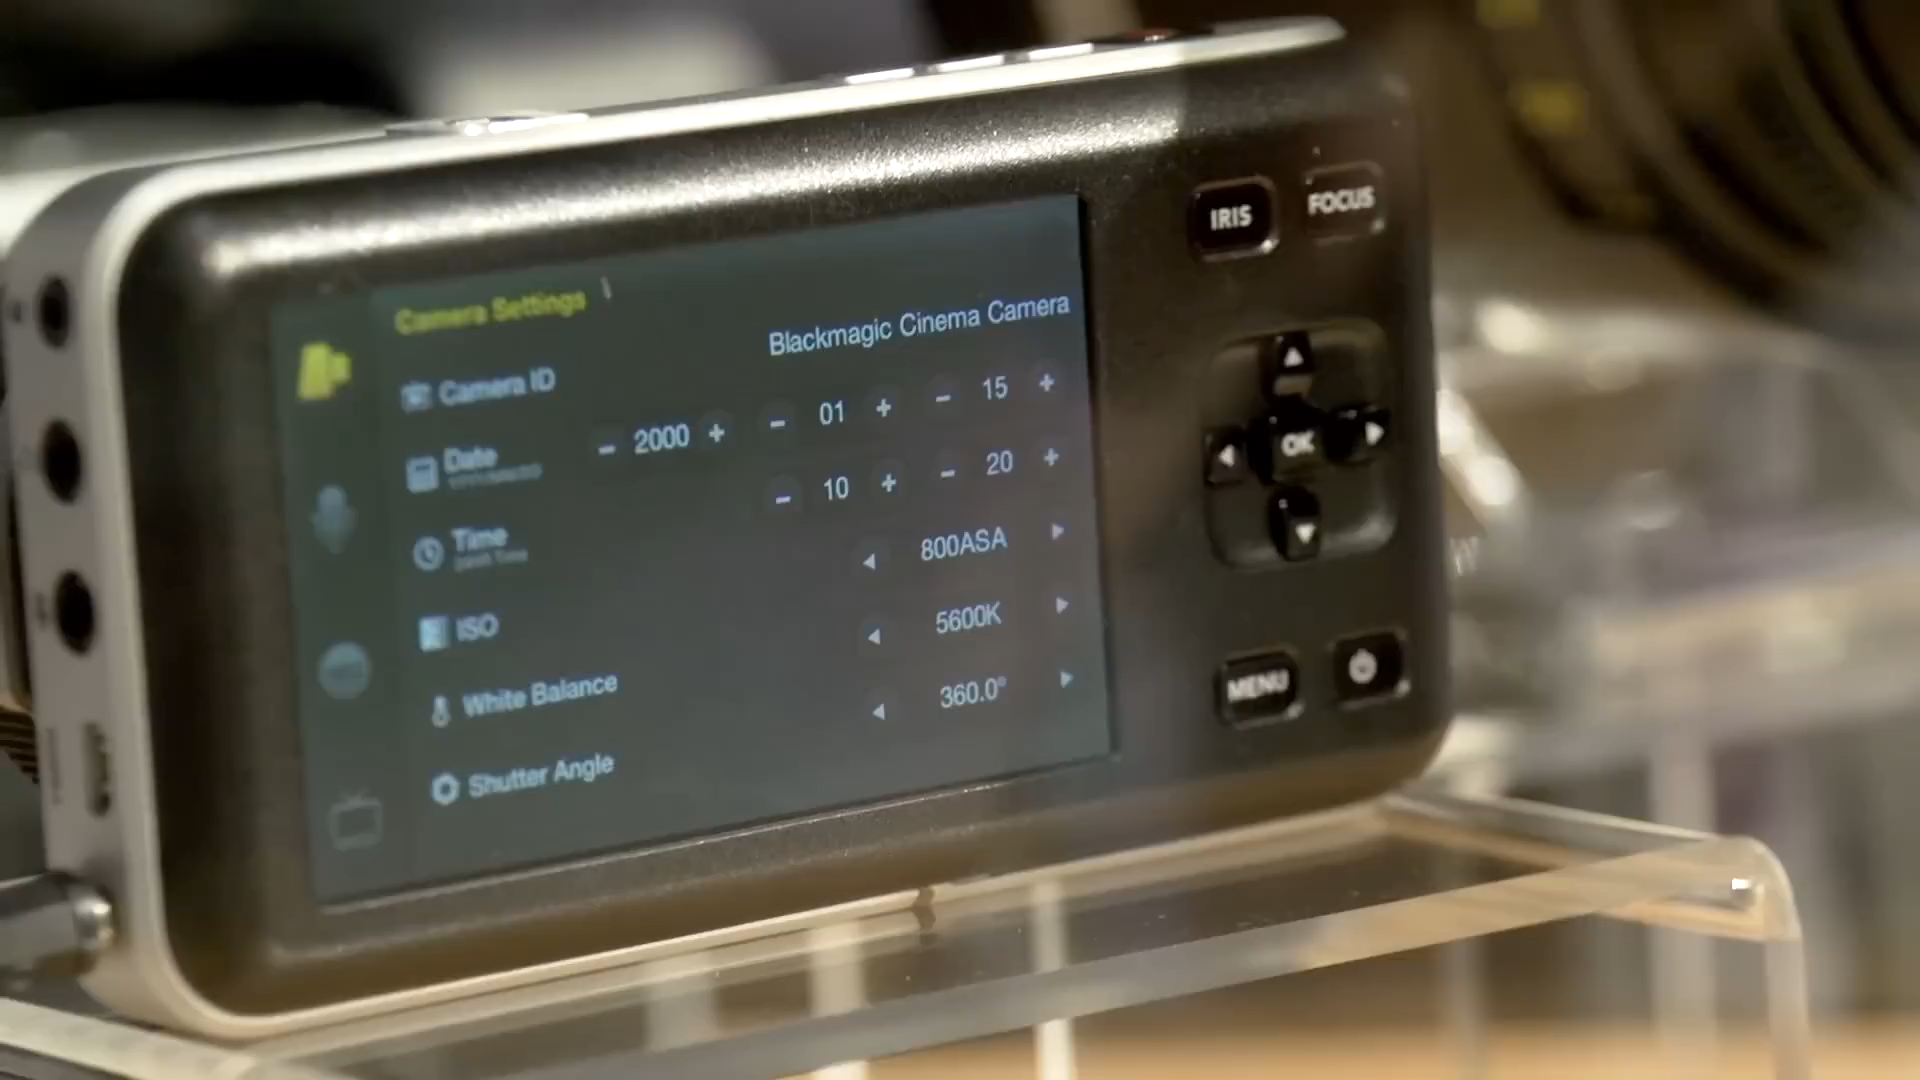 IRIS
FOCUS
Camera Settings
Camera ID Blackmagic Cinema Camera
Date - 2000 + - 01 + - 15 +
Time - 10 + - 20 +
ISO 800ASA
White Balance 5600K
Shutter Angle 360.0°
OK
MENU